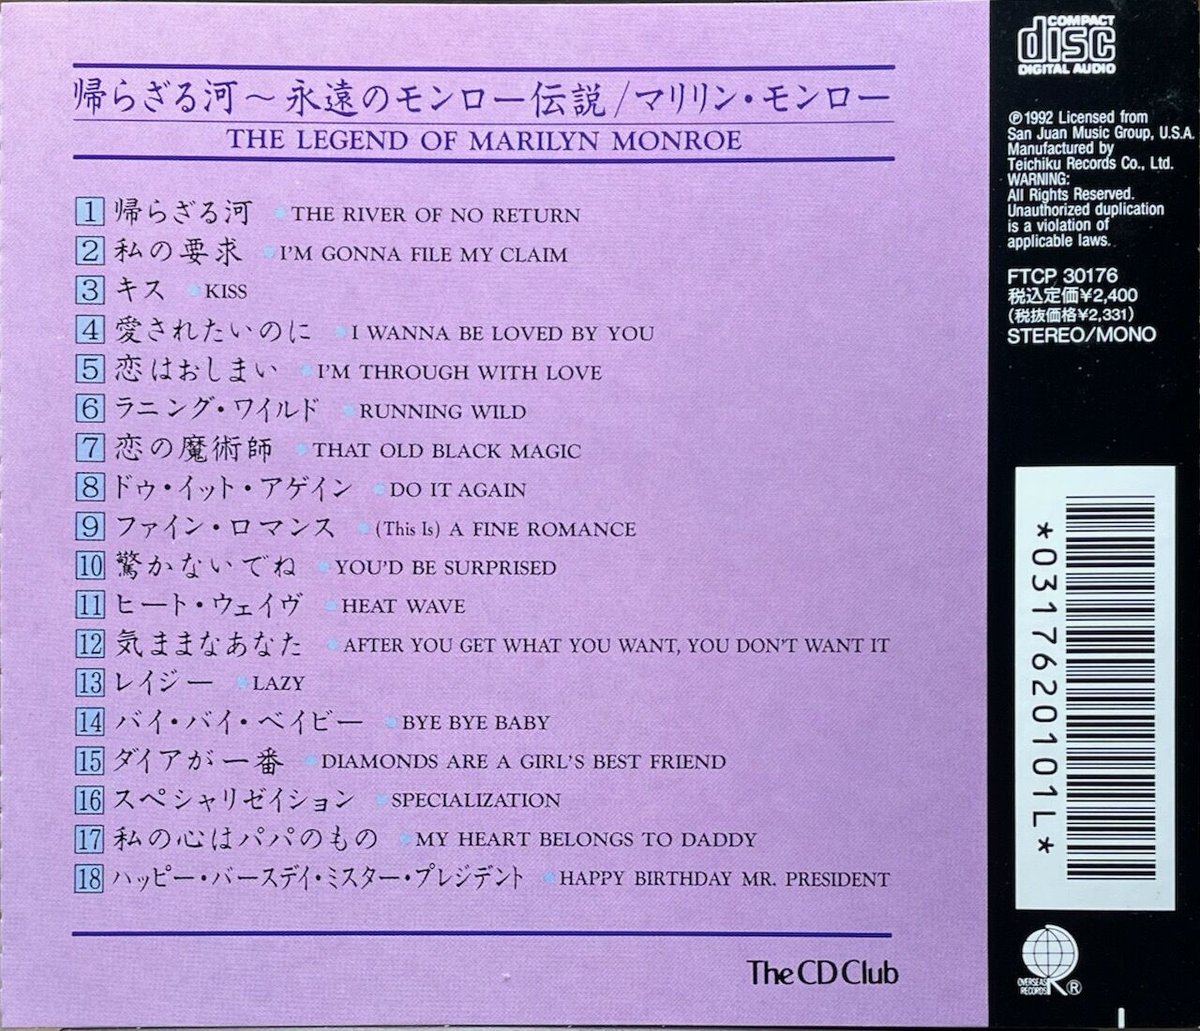 帰らざる河～永遠のモンロー伝説/マリリン・モンロー
THE LEGEND OF MARILYN MONROE
1 帰らざる河 THE RIVER OF NO RETURN
2 私の要求 I'M GONNA FILE MY CLAIM
3 キス KISS
4 愛されたいのに I WANNA BE LOVED BY YOU
5 恋はおしまい I'M THROUGH WITH LOVE
6 ラニング・ワイルド RUNNING WILD
7 恋の魔術師 THAT OLD BLACK MAGIC
8 ドゥ・イット・アゲイン DO IT AGAIN
9 ファイン・ロマンス (This Is) A FINE ROMANCE
10 驚かないでね YOU'D BE SURPRISED
11 ヒート・ウェイヴ HEAT WAVE
12 気ままなあなた AFTER YOU GET WHAT YOU WANT, YOU DON'T WANT IT
13 レイジー LAZY
14 バイ・バイ・ベイビー BYE BYE BABY
15 ダイアが一番 DIAMONDS ARE A GIRL'S BEST FRIEND
16 スペシャリゼイション SPECIALIZATION
17 私の心はパパのもの MY HEART BELONGS TO DADDY
18 ハッピー・バースデイ・ミスター・プレジデント HAPPY BIRTHDAY MR. PRESIDENT
The CD Club
COMPACT
disc
DIGITAL AUDIO
℗1992 Licensed from
San Juan Music Group, U.S.A.
Manufactured by
Teichiku Records Co., Ltd.
WARNING:
All Rights Reserved.
Unauthorized duplication
is a violation of
applicable laws.
FTCP 30176
税込定価¥2,400
(税抜価格¥2,331)
STEREO/MONO
*0317620101L*
OVERSEAS
RECORDS
R ®